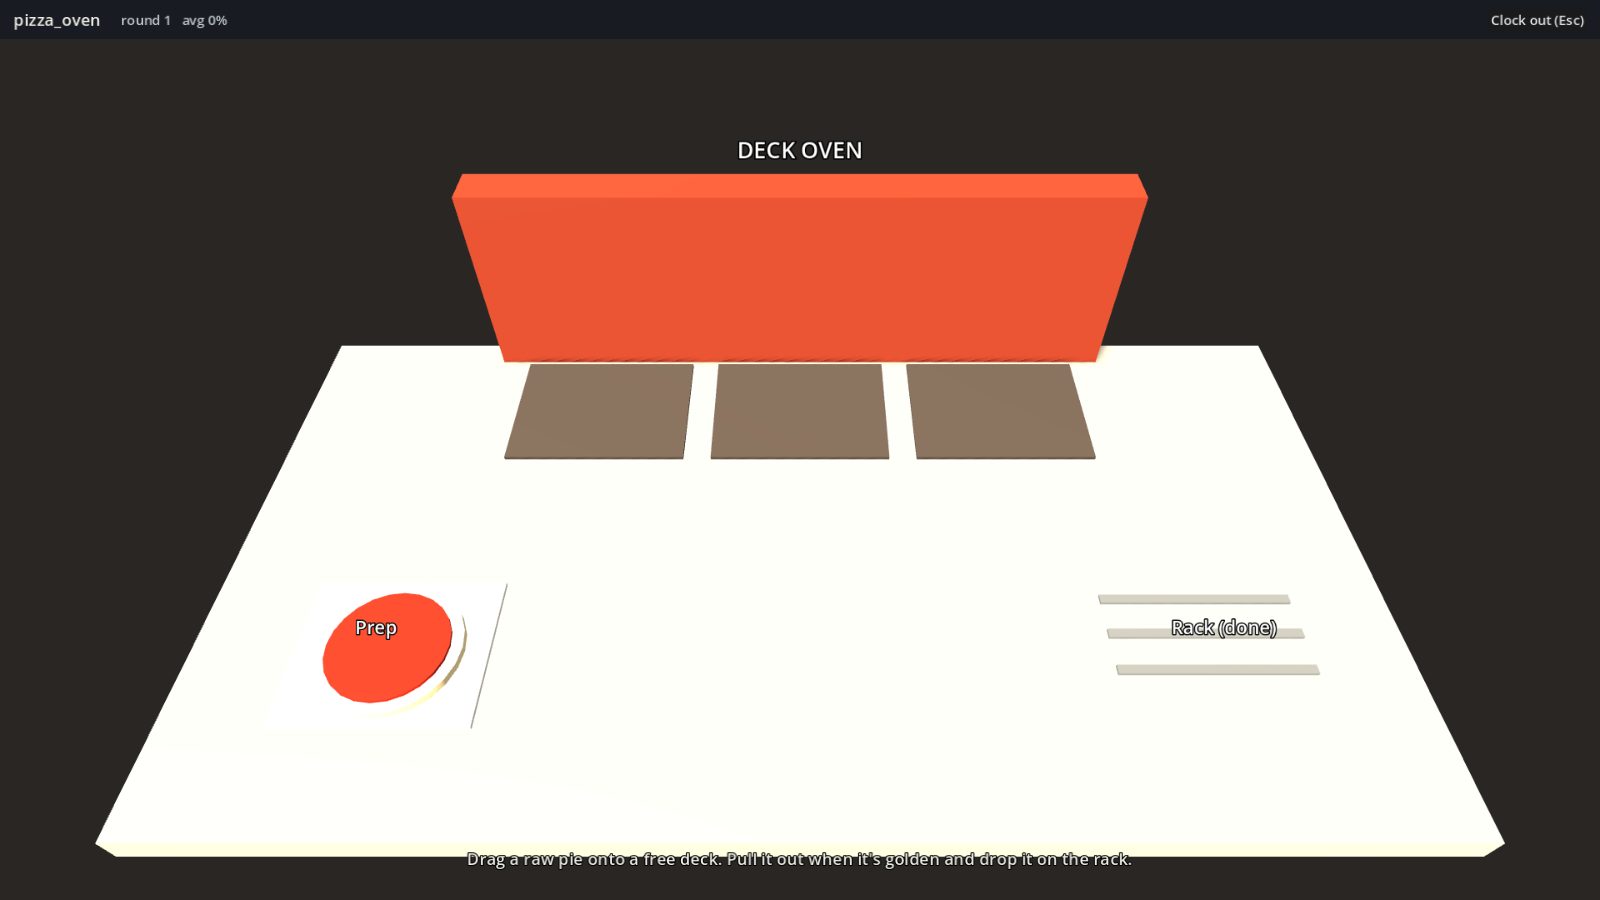 pizza_oven round 1 avg 0% Clock out (Esc)
DECK OVEN
Prep
Rack (done)
Drag a raw pie onto a free deck. Pull it out when it's golden and drop it on the rack.